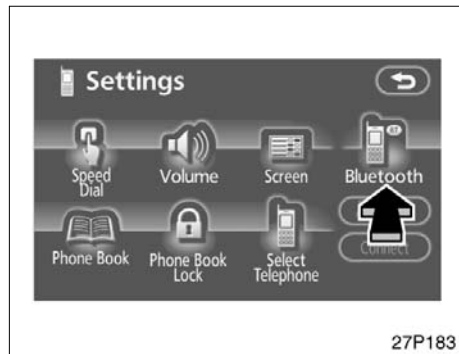 Settings
Speed
Dial
Volume
Screen
Bluetooth
Phone Book
Phone Book
Lock
Select
Telephone
Connect
27P183